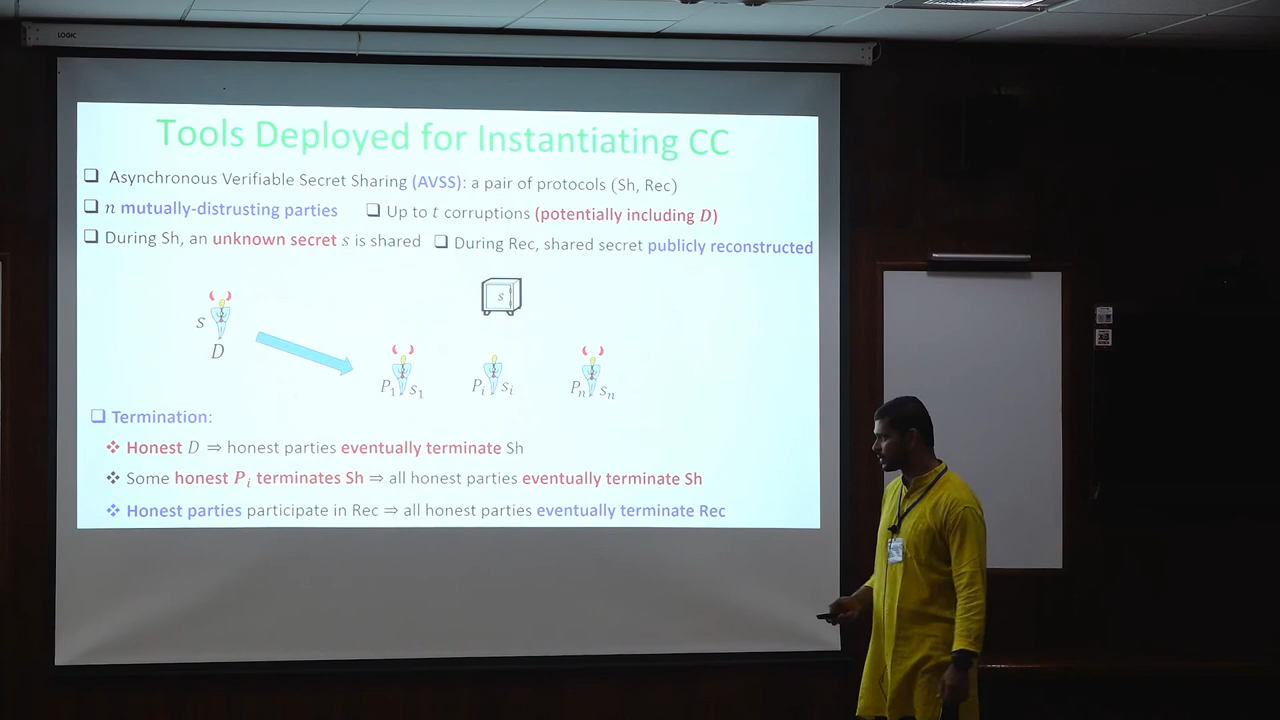 LOGIC
Tools Deployed for Instantiating CC
❑ Asynchronous Verifiable Secret Sharing (AVSS): a pair of protocols (Sh, Rec)
❑ n mutually-distrusting parties ❑ Up to t corruptions (potentially including D)
❑ During Sh, an unknown secret s is shared ❑ During Rec, shared secret publicly reconstructed
s
s
D
P₁ s₁ Pᵢ sᵢ Pₙ sₙ
❑ Termination:
❖ Honest D ⇒ honest parties eventually terminate Sh
❖ Some honest Pᵢ terminates Sh ⇒ all honest parties eventually terminate Sh
❖ Honest parties participate in Rec ⇒ all honest parties eventually terminate Rec